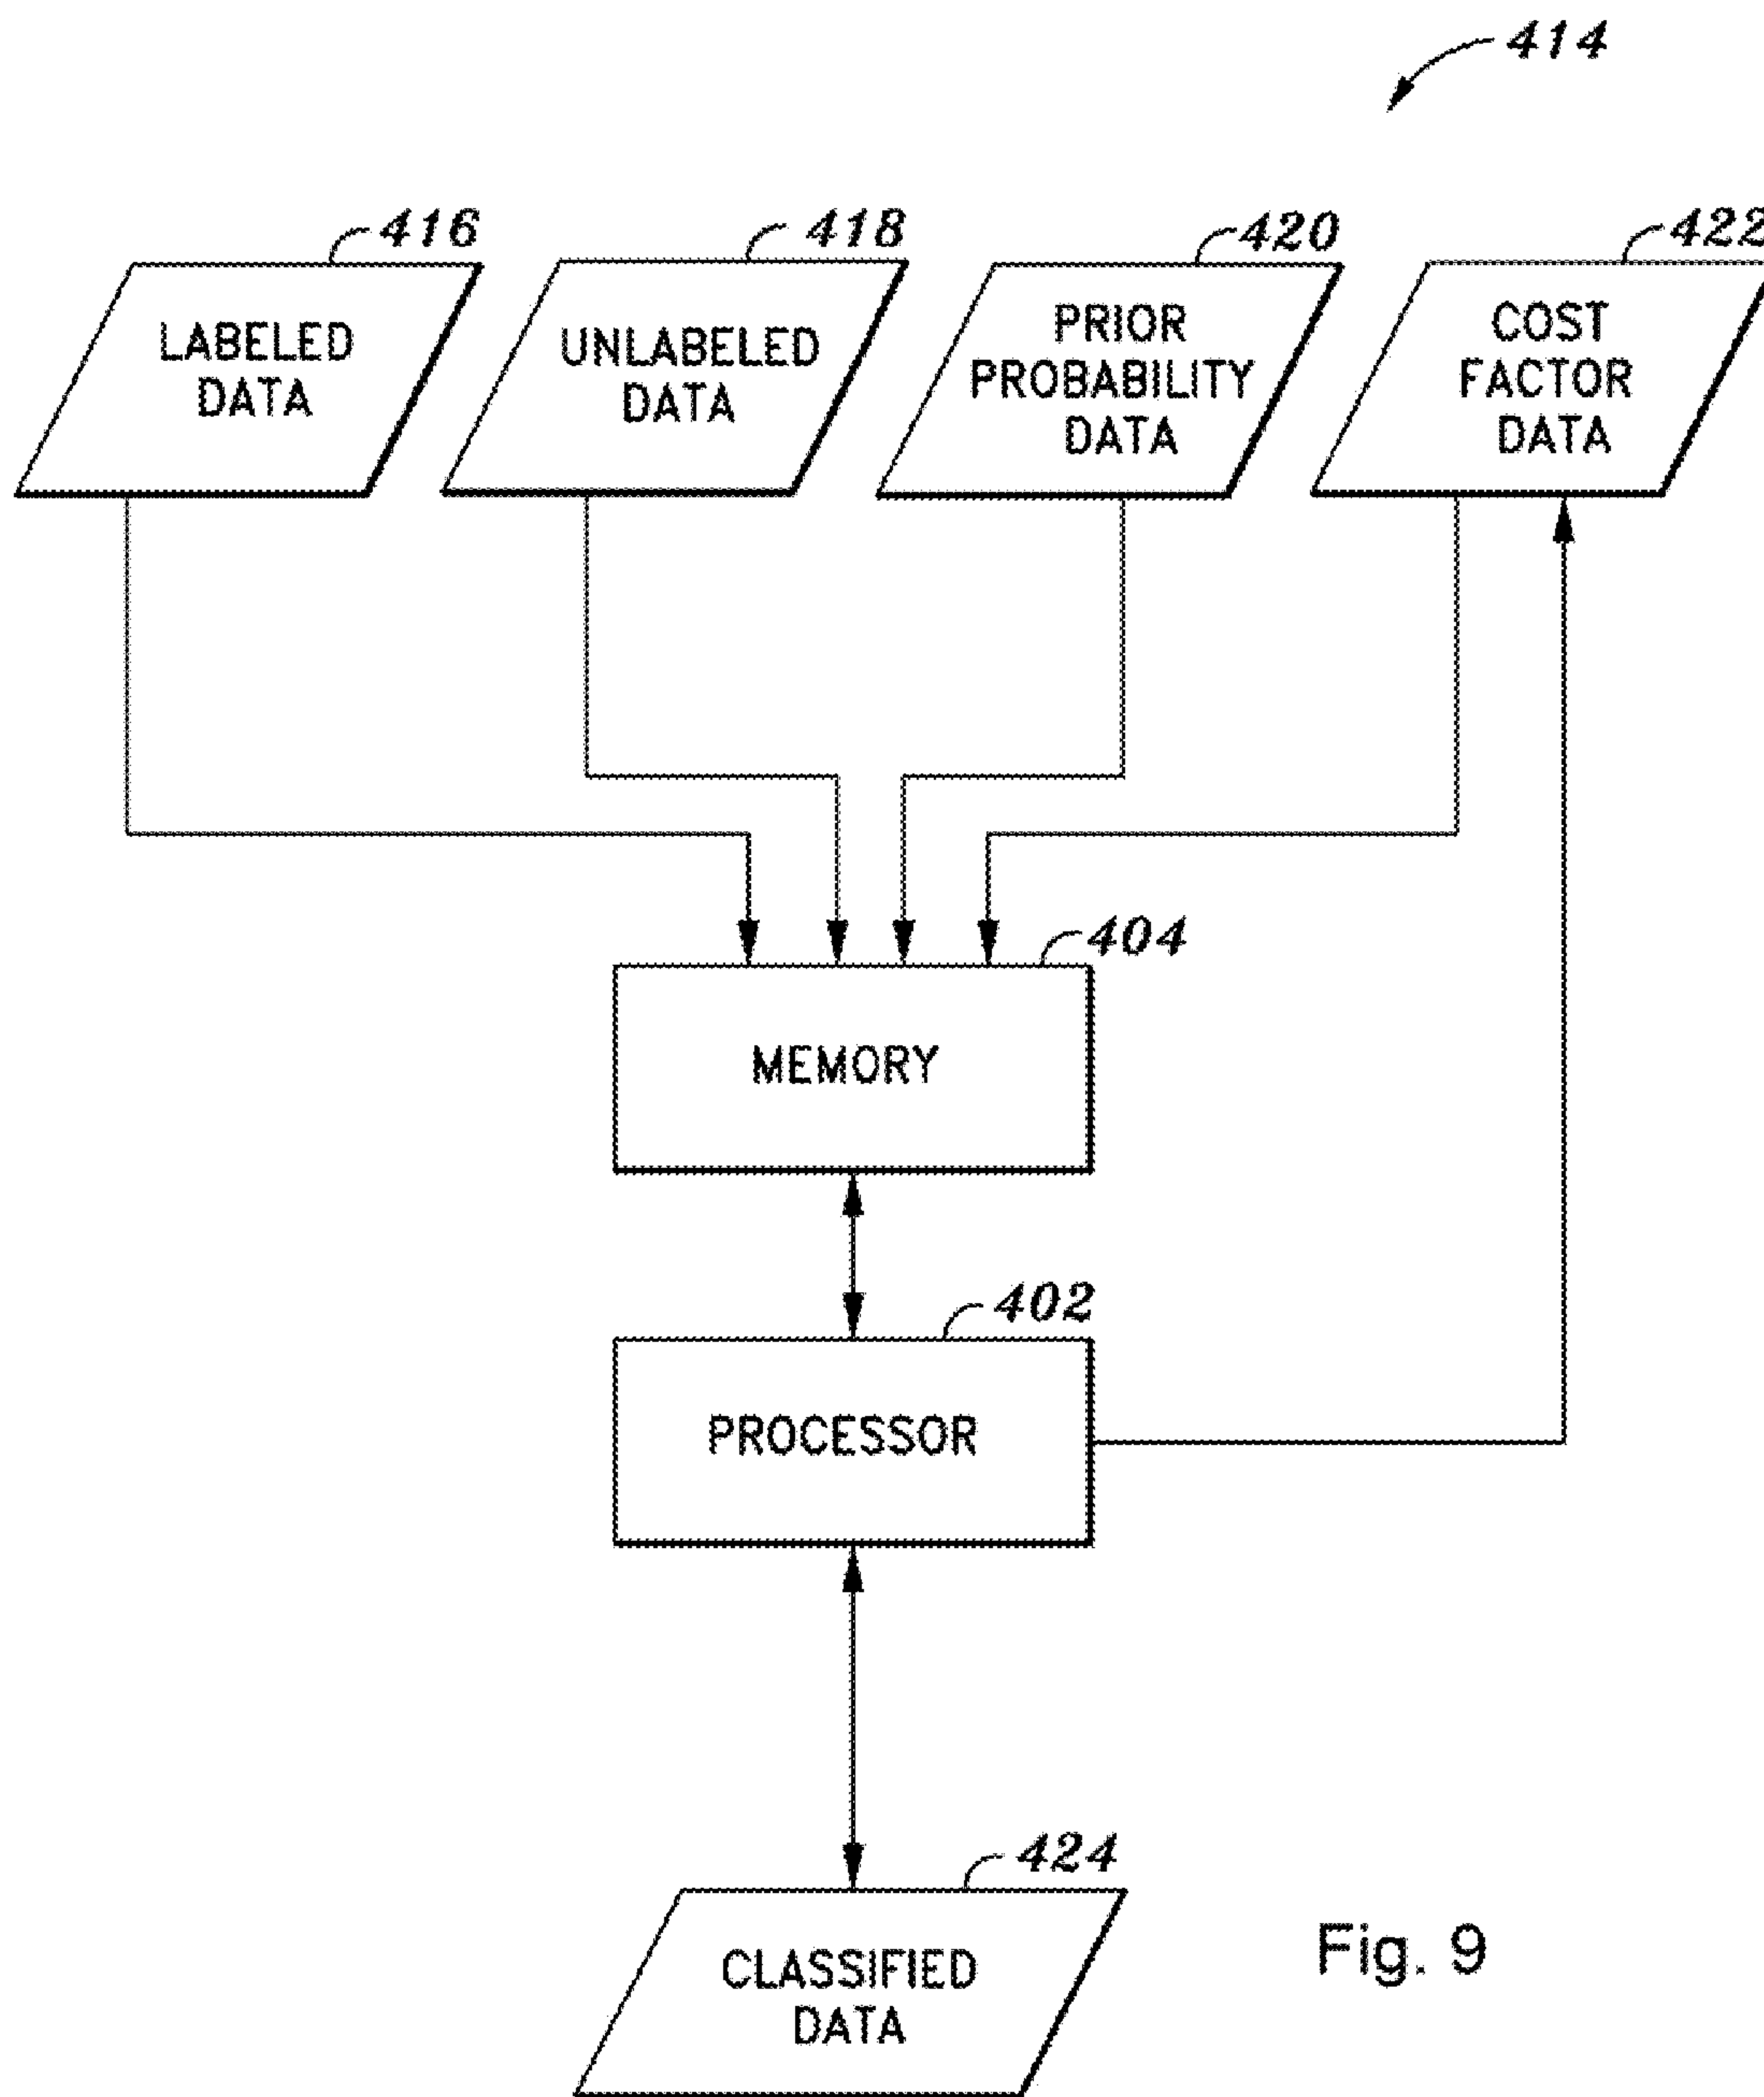 414
416
418
420
422
LABELED
DATA
UNLABELED
DATA
PRIOR
PROBABILITY
DATA
COST
FACTOR
DATA
404
MEMORY
402
PROCESSOR
424
CLASSIFIED
DATA
Fig. 9